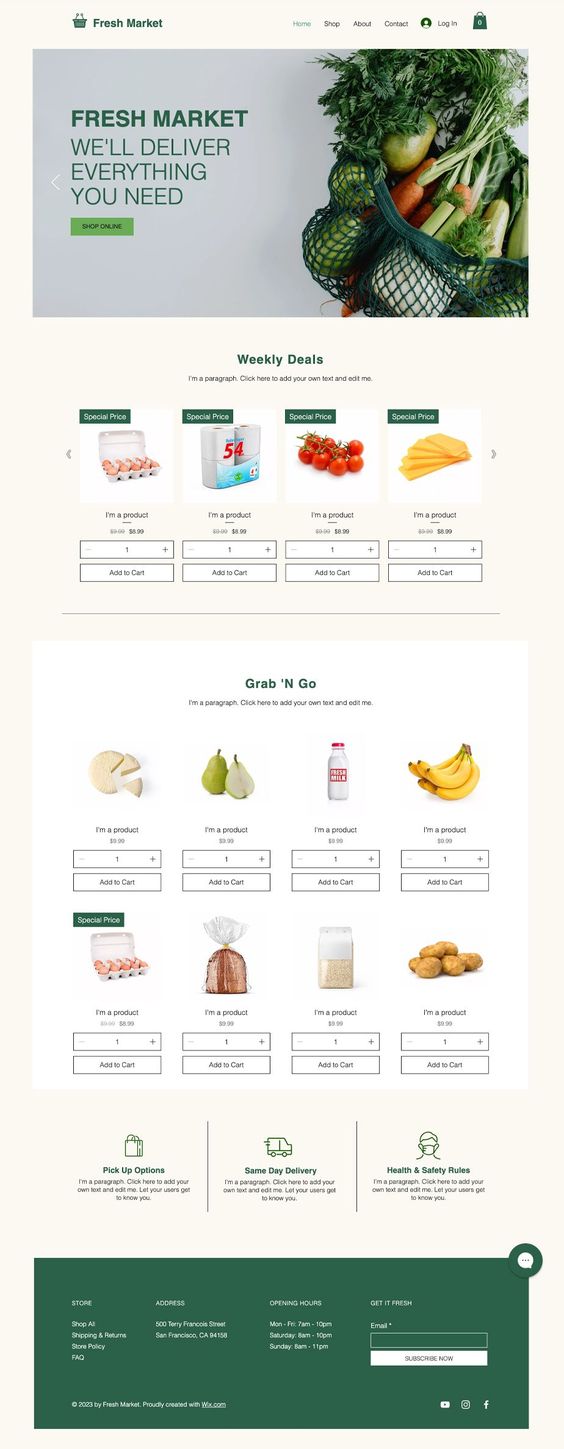 Fresh Market
Home Shop About Contact Log In 0
FRESH MARKET
WE'LL DELIVER
EVERYTHING
YOU NEED
SHOP ONLINE
Weekly Deals
I'm a paragraph. Click here to add your own text and edit me.
Special Price Special Price Special Price Special Price
54
I'm a product I'm a product I'm a product I'm a product
$9.99 $8.99 $9.99 $8.99 $9.99 $8.99 $9.99 $8.99
− 1 + − 1 + − 1 + − 1 +
Add to Cart Add to Cart Add to Cart Add to Cart
Grab 'N Go
I'm a paragraph. Click here to add your own text and edit me.
FRESH
MILK
I'm a product I'm a product I'm a product I'm a product
$9.99 $9.99 $9.99 $9.99
− 1 + − 1 + − 1 + − 1 +
Add to Cart Add to Cart Add to Cart Add to Cart
Special Price
I'm a product I'm a product I'm a product I'm a product
$9.99 $8.99 $9.99 $9.99 $9.99
− 1 + − 1 + − 1 + − 1 +
Add to Cart Add to Cart Add to Cart Add to Cart
Pick Up Options
I'm a paragraph. Click here to add your
own text and edit me. Let your users get
to know you.
Same Day Delivery
I'm a paragraph. Click here to add your
own text and edit me. Let your users get
to know you.
Health & Safety Rules
I'm a paragraph. Click here to add your
own text and edit me. Let your users get
to know you.
STORE
Shop All
Shipping & Returns
Store Policy
FAQ
ADDRESS
500 Terry Francois Street
San Francisco, CA 94158
OPENING HOURS
Mon - Fri: 7am - 10pm
Saturday: 8am - 10pm
Sunday: 8am - 11pm
GET IT FRESH
Email *
SUBSCRIBE NOW
© 2023 by Fresh Market. Proudly created with Wix.com